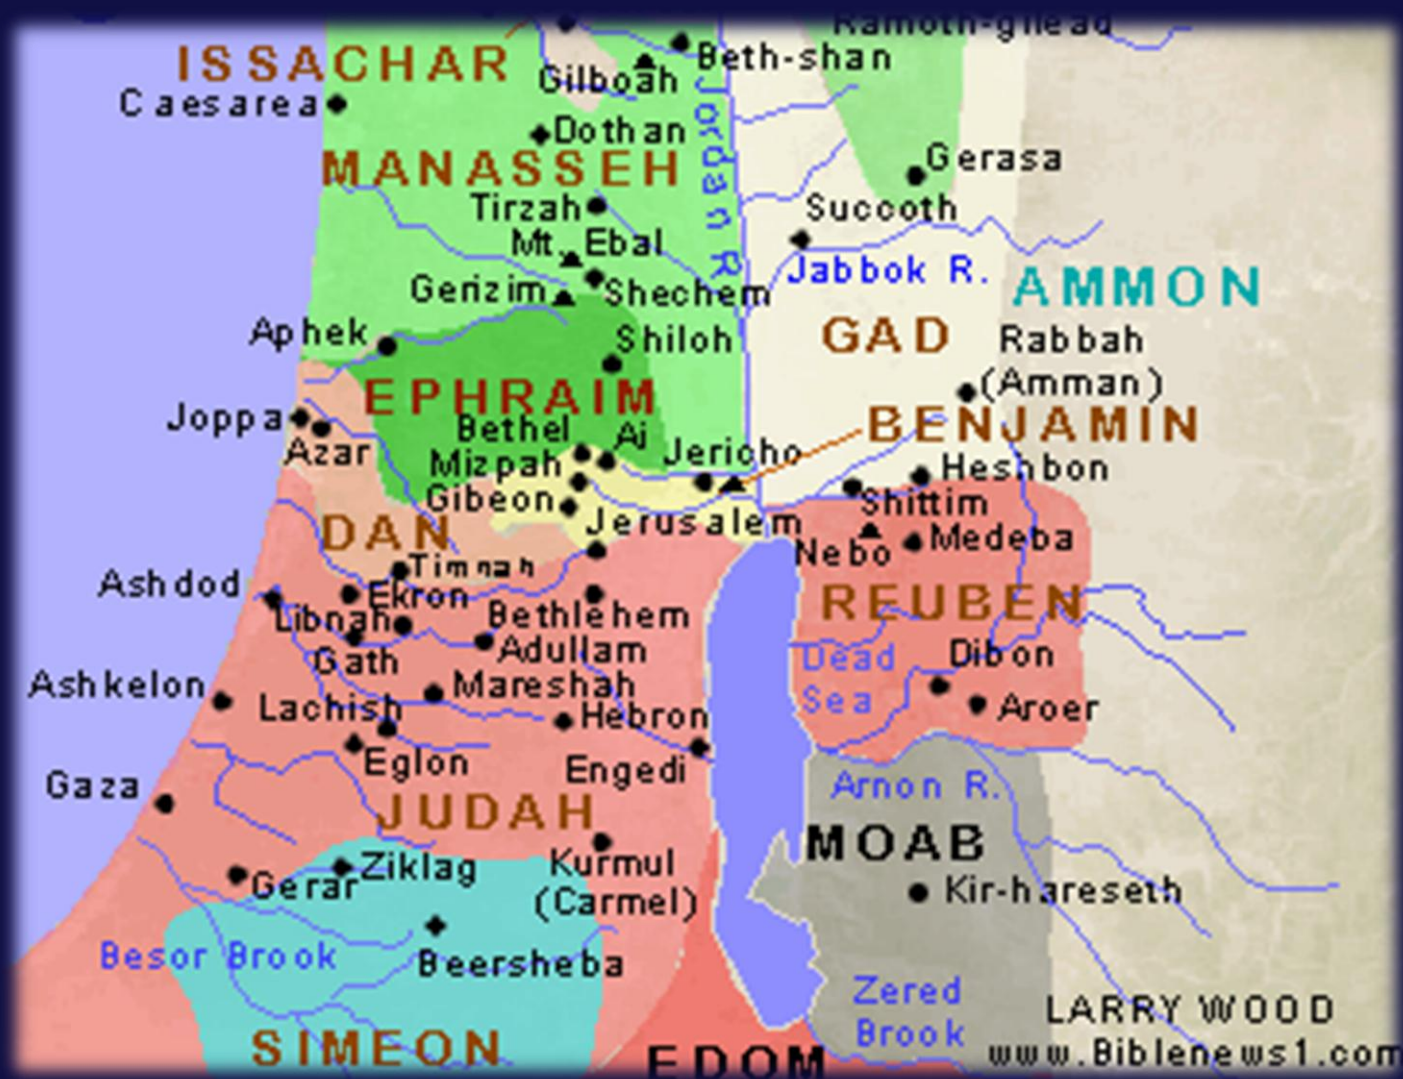 Ramoth-gilead
ISSACHAR
Beth-shan
Gilboah
Caesarea
Dothan
Jordan R
MANASSEH
Gerasa
Tirzah
Succoth
Mt. Ebal
Jabbok R.
AMMON
Gerizim
Shechem
Aphek
Shiloh
GAD
Rabbah
(Amman)
EPHRAIM
Joppa
Bethel
Ai
BENJAMIN
Azar
Mizpah
Jericho
Heshbon
Gibeon
Shittim
DAN
Jerusalem
Nebo
Medeba
Timnah
Ashdod
Ekron
REUBEN
Libnah
Bethlehem
Gath
Adullam
Dead
Sea
Dibon
Ashkelon
Mareshah
Lachish
Hebron
Aroer
Eglon
Engedi
Gaza
Arnon R.
JUDAH
MOAB
Ziklag
Kurmul
(Carmel)
Gerar
Kir-hareseth
Besor Brook
Beersheba
Zered
Brook
LARRY WOOD
SIMEON
EDOM
www.Biblenews1.com